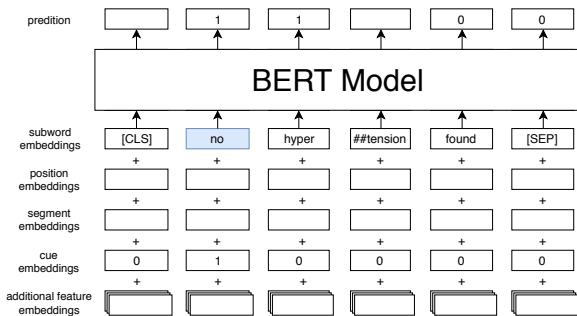 predition 1 1 0 0
BERT Model
subword embeddings [CLS] no hyper ##tension found [SEP]
+ + + + + +
position embeddings
+ + + + + +
segment embeddings
+ + + + + +
cue embeddings 0 1 0 0 0 0
+ + + + + +
additional feature embeddings